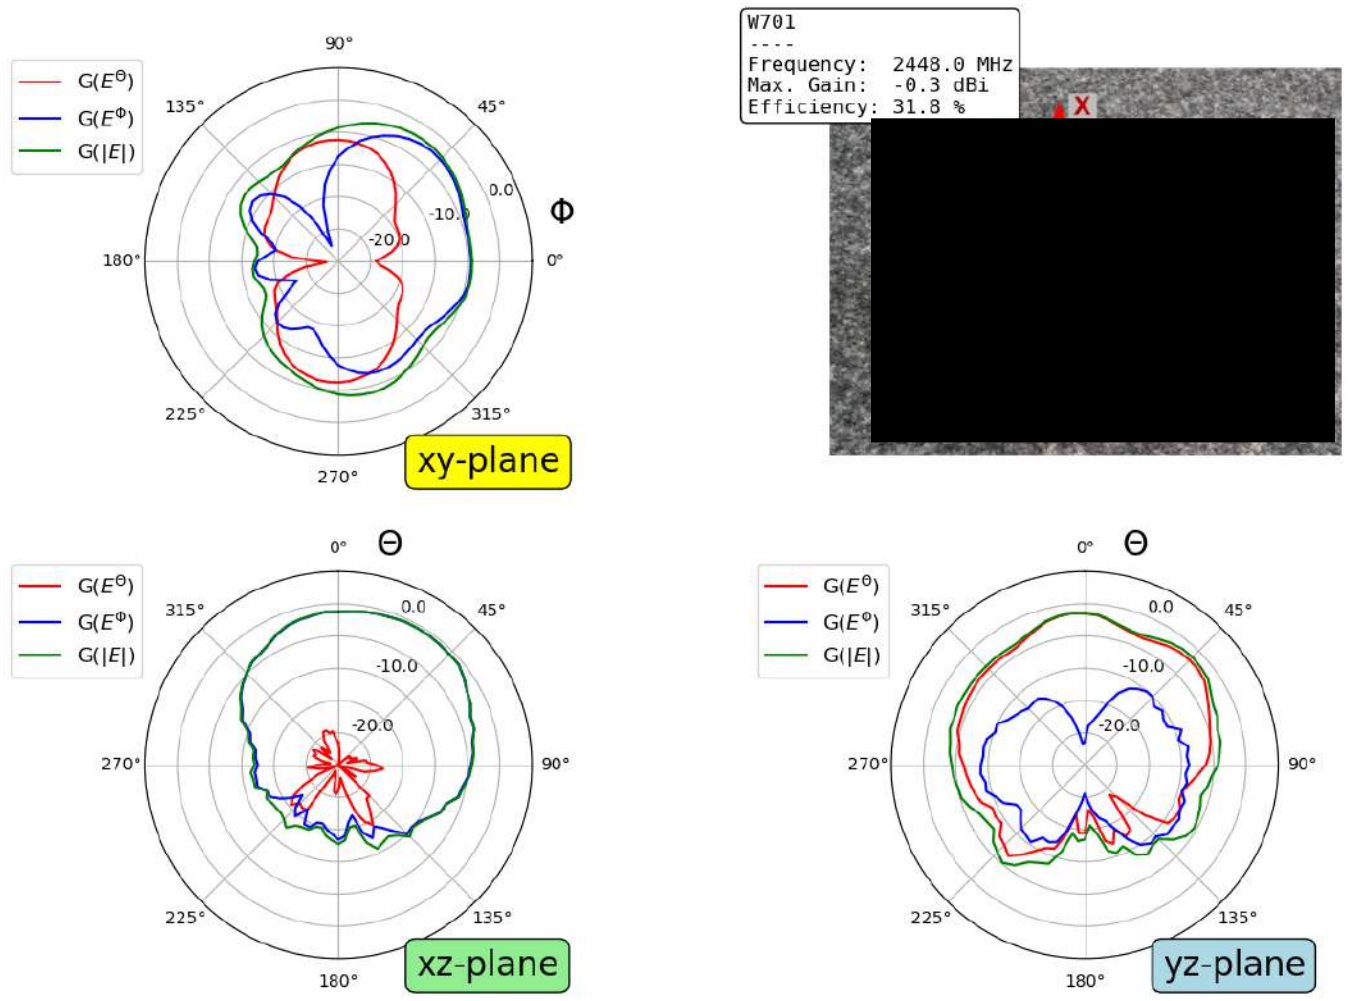 90°
G(E^Θ)
G(E^Φ)
G(|E|)
135°
45°
0.0
-10.0
-20.0
Φ
180°
0°
225°
315°
270°
xy-plane
W701
----
Frequency: 2448.0 MHz
Max. Gain: -0.3 dBi
Efficiency: 31.8 %
X
0° Θ
G(E^Θ)
G(E^Φ)
G(|E|)
315°
45°
0.0
-10.0
-20.0
270°
90°
225°
135°
180°
xz-plane
0° Θ
G(E^Θ)
G(E^Φ)
G(|E|)
315°
45°
0.0
-10.0
-20.0
270°
90°
225°
135°
180°
yz-plane